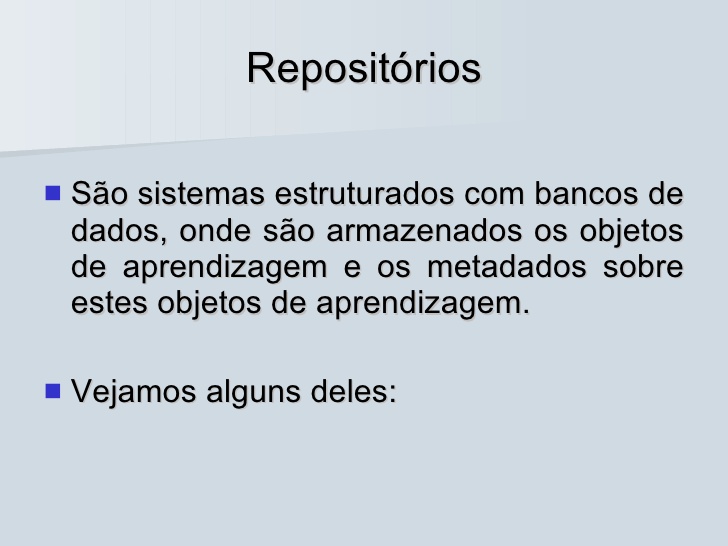 Repositórios
São sistemas estruturados com bancos de
dados, onde são armazenados os objetos
de aprendizagem e os metadados sobre
estes objetos de aprendizagem.
Vejamos alguns deles: